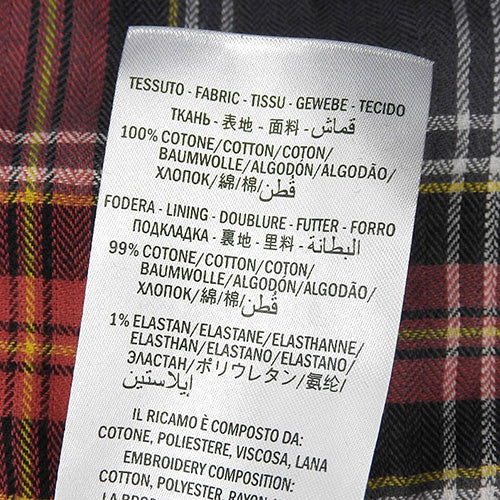 TESSUTO - FABRIC - TISSU - GEWEBE - TECIDO
ТКАНЬ - 表地 - 面料 - قماش
100% COTONE/COTTON/COTON/
BAUMWOLLE/ALGODÓN/ALGODÃO/
ХЛОПОК/綿/棉/قطن
FODERA - LINING - DOUBLURE - FUTTER - FORRO
ПОДКЛАДКА - 裏地 - 里料 - البطانة
99% COTONE/COTTON/COTON/
BAUMWOLLE/ALGODÓN/ALGODÃO/
ХЛОПОК/綿/棉/قطن
1% ELASTAN/ELASTANE/ELASTHANNE/
ELASTHAN/ELASTANO/ELASTANO/
ЭЛАСТАН/ポリウレタン/氨纶/
إيلاستين
IL RICAMO È COMPOSTO DA:
COTONE, POLIESTERE, VISCOSA, LANA
EMBROIDERY COMPOSITION:
COTTON, POLYESTER, RAYON,
LA BRO